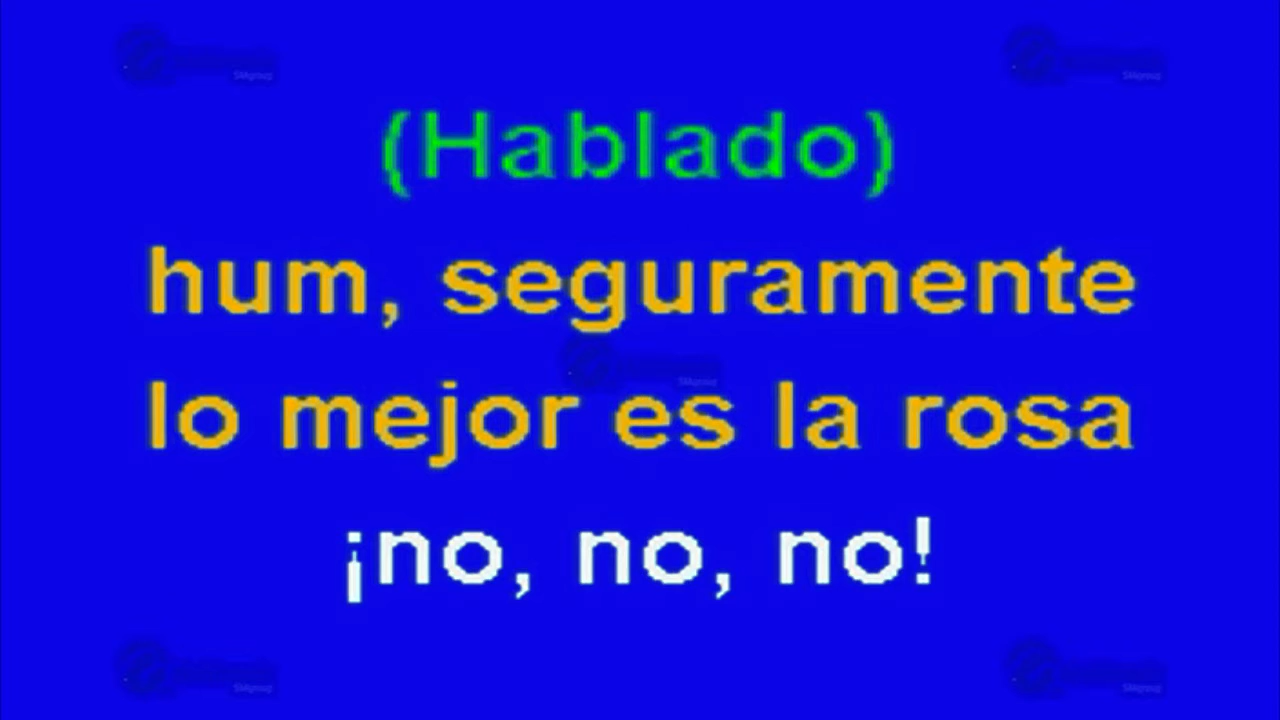 (Hablado)
hum, seguramente
lo mejor es la rosa
¡no, no, no!